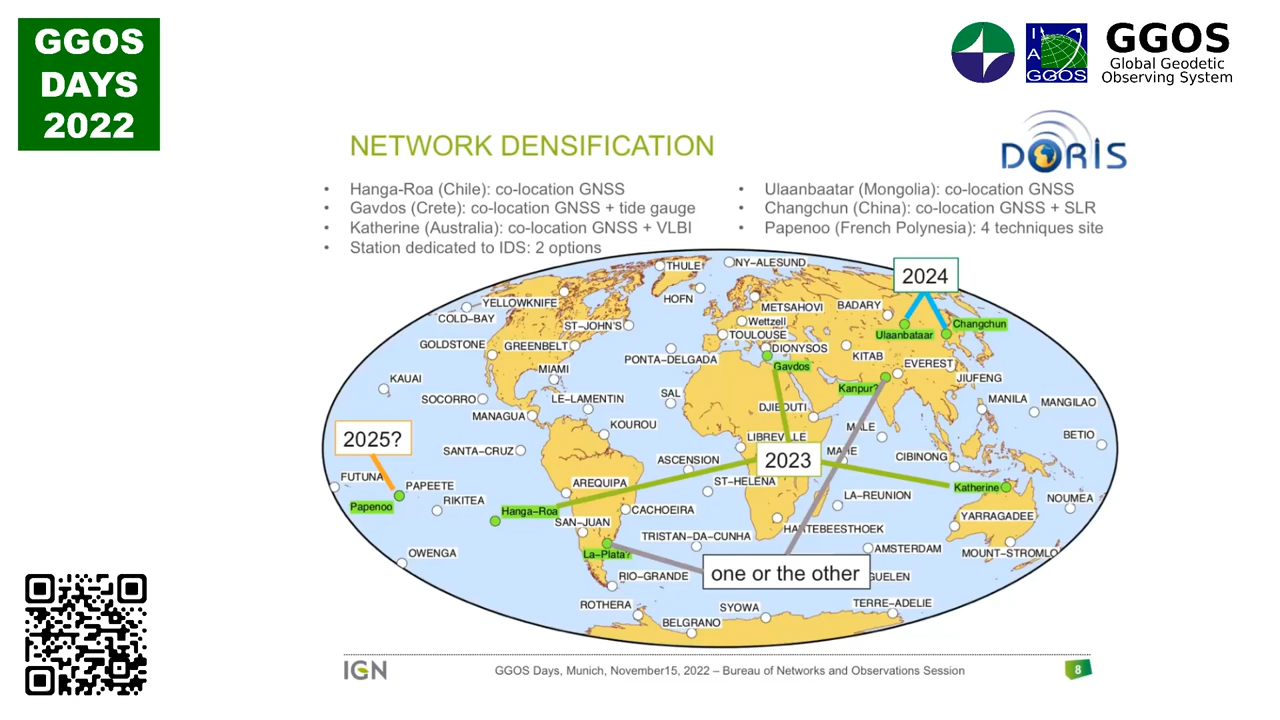 GGOS
DAYS
2022
I
A
G
GGOS
GGOS
Global Geodetic
Observing System
NETWORK DENSIFICATION
DORIS
• Hanga-Roa (Chile): co-location GNSS
• Gavdos (Crete): co-location GNSS + tide gauge
• Katherine (Australia): co-location GNSS + VLBI
• Station dedicated to IDS: 2 options
• Ulaanbaatar (Mongolia): co-location GNSS
• Changchun (China): co-location GNSS + SLR
• Papenoo (French Polynesia): 4 techniques site
THULE
NY-ALESUND
2024
HOFN
YELLOWKNIFE
METSAHOVI
BADARY
COLD-BAY
ST-JOHN'S
Wettzell
Changchun
TOULOUSE
Ulaanbataar
GOLDSTONE
GREENBELT
DIONYSOS
PONTA-DELGADA
KITAB
EVEREST
MIAMI
Gavdos
KAUAI
Kanpur?
JIUFENG
SOCORRO
LE-LAMENTIN
SAL
MANILA
MANGILAO
MANAGUA
DJIBOUTI
KOUROU
MALE
BETIO
2025?
LIBREVILLE
SANTA-CRUZ
ASCENSION
2023
MAHE
CIBINONG
FUTUNA
PAPEETE
AREQUIPA
ST-HELENA
Katherine
RIKITEA
LA-REUNION
NOUMEA
Papenoo
Hanga-Roa
CACHOEIRA
YARRAGADEE
SAN-JUAN
HARTEBEESTHOEK
TRISTAN-DA-CUNHA
OWENGA
La-Plata?
AMSTERDAM
MOUNT-STROMLO
one or the other
RIO-GRANDE
GUELEN
ROTHERA
SYOWA
TERRE-ADELIE
BELGRANO
IGN
GGOS Days, Munich, November15, 2022 – Bureau of Networks and Observations Session
8